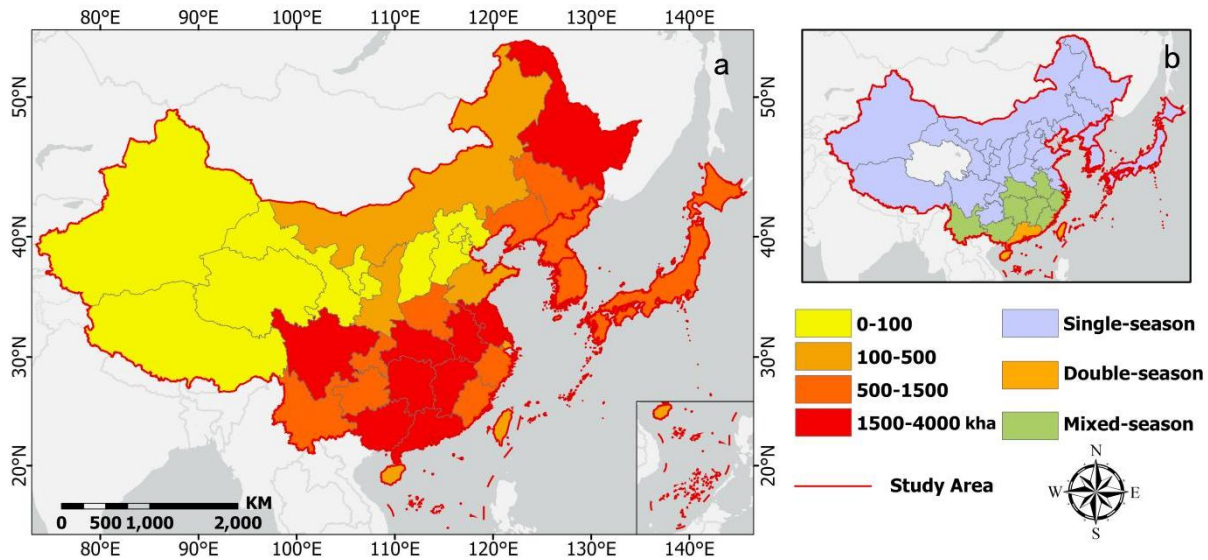 80°E 90°E 100°E 110°E 120°E 130°E 140°E
a
b
50°N 50°N
40°N 40°N
30°N 30°N
20°N 20°N
KM
0 500 1,000 2,000
80°E 90°E 100°E 110°E 120°E 130°E 140°E
0-100
100-500
500-1500
1500-4000 kha
Single-season
Double-season
Mixed-season
Study Area
N
W E
S